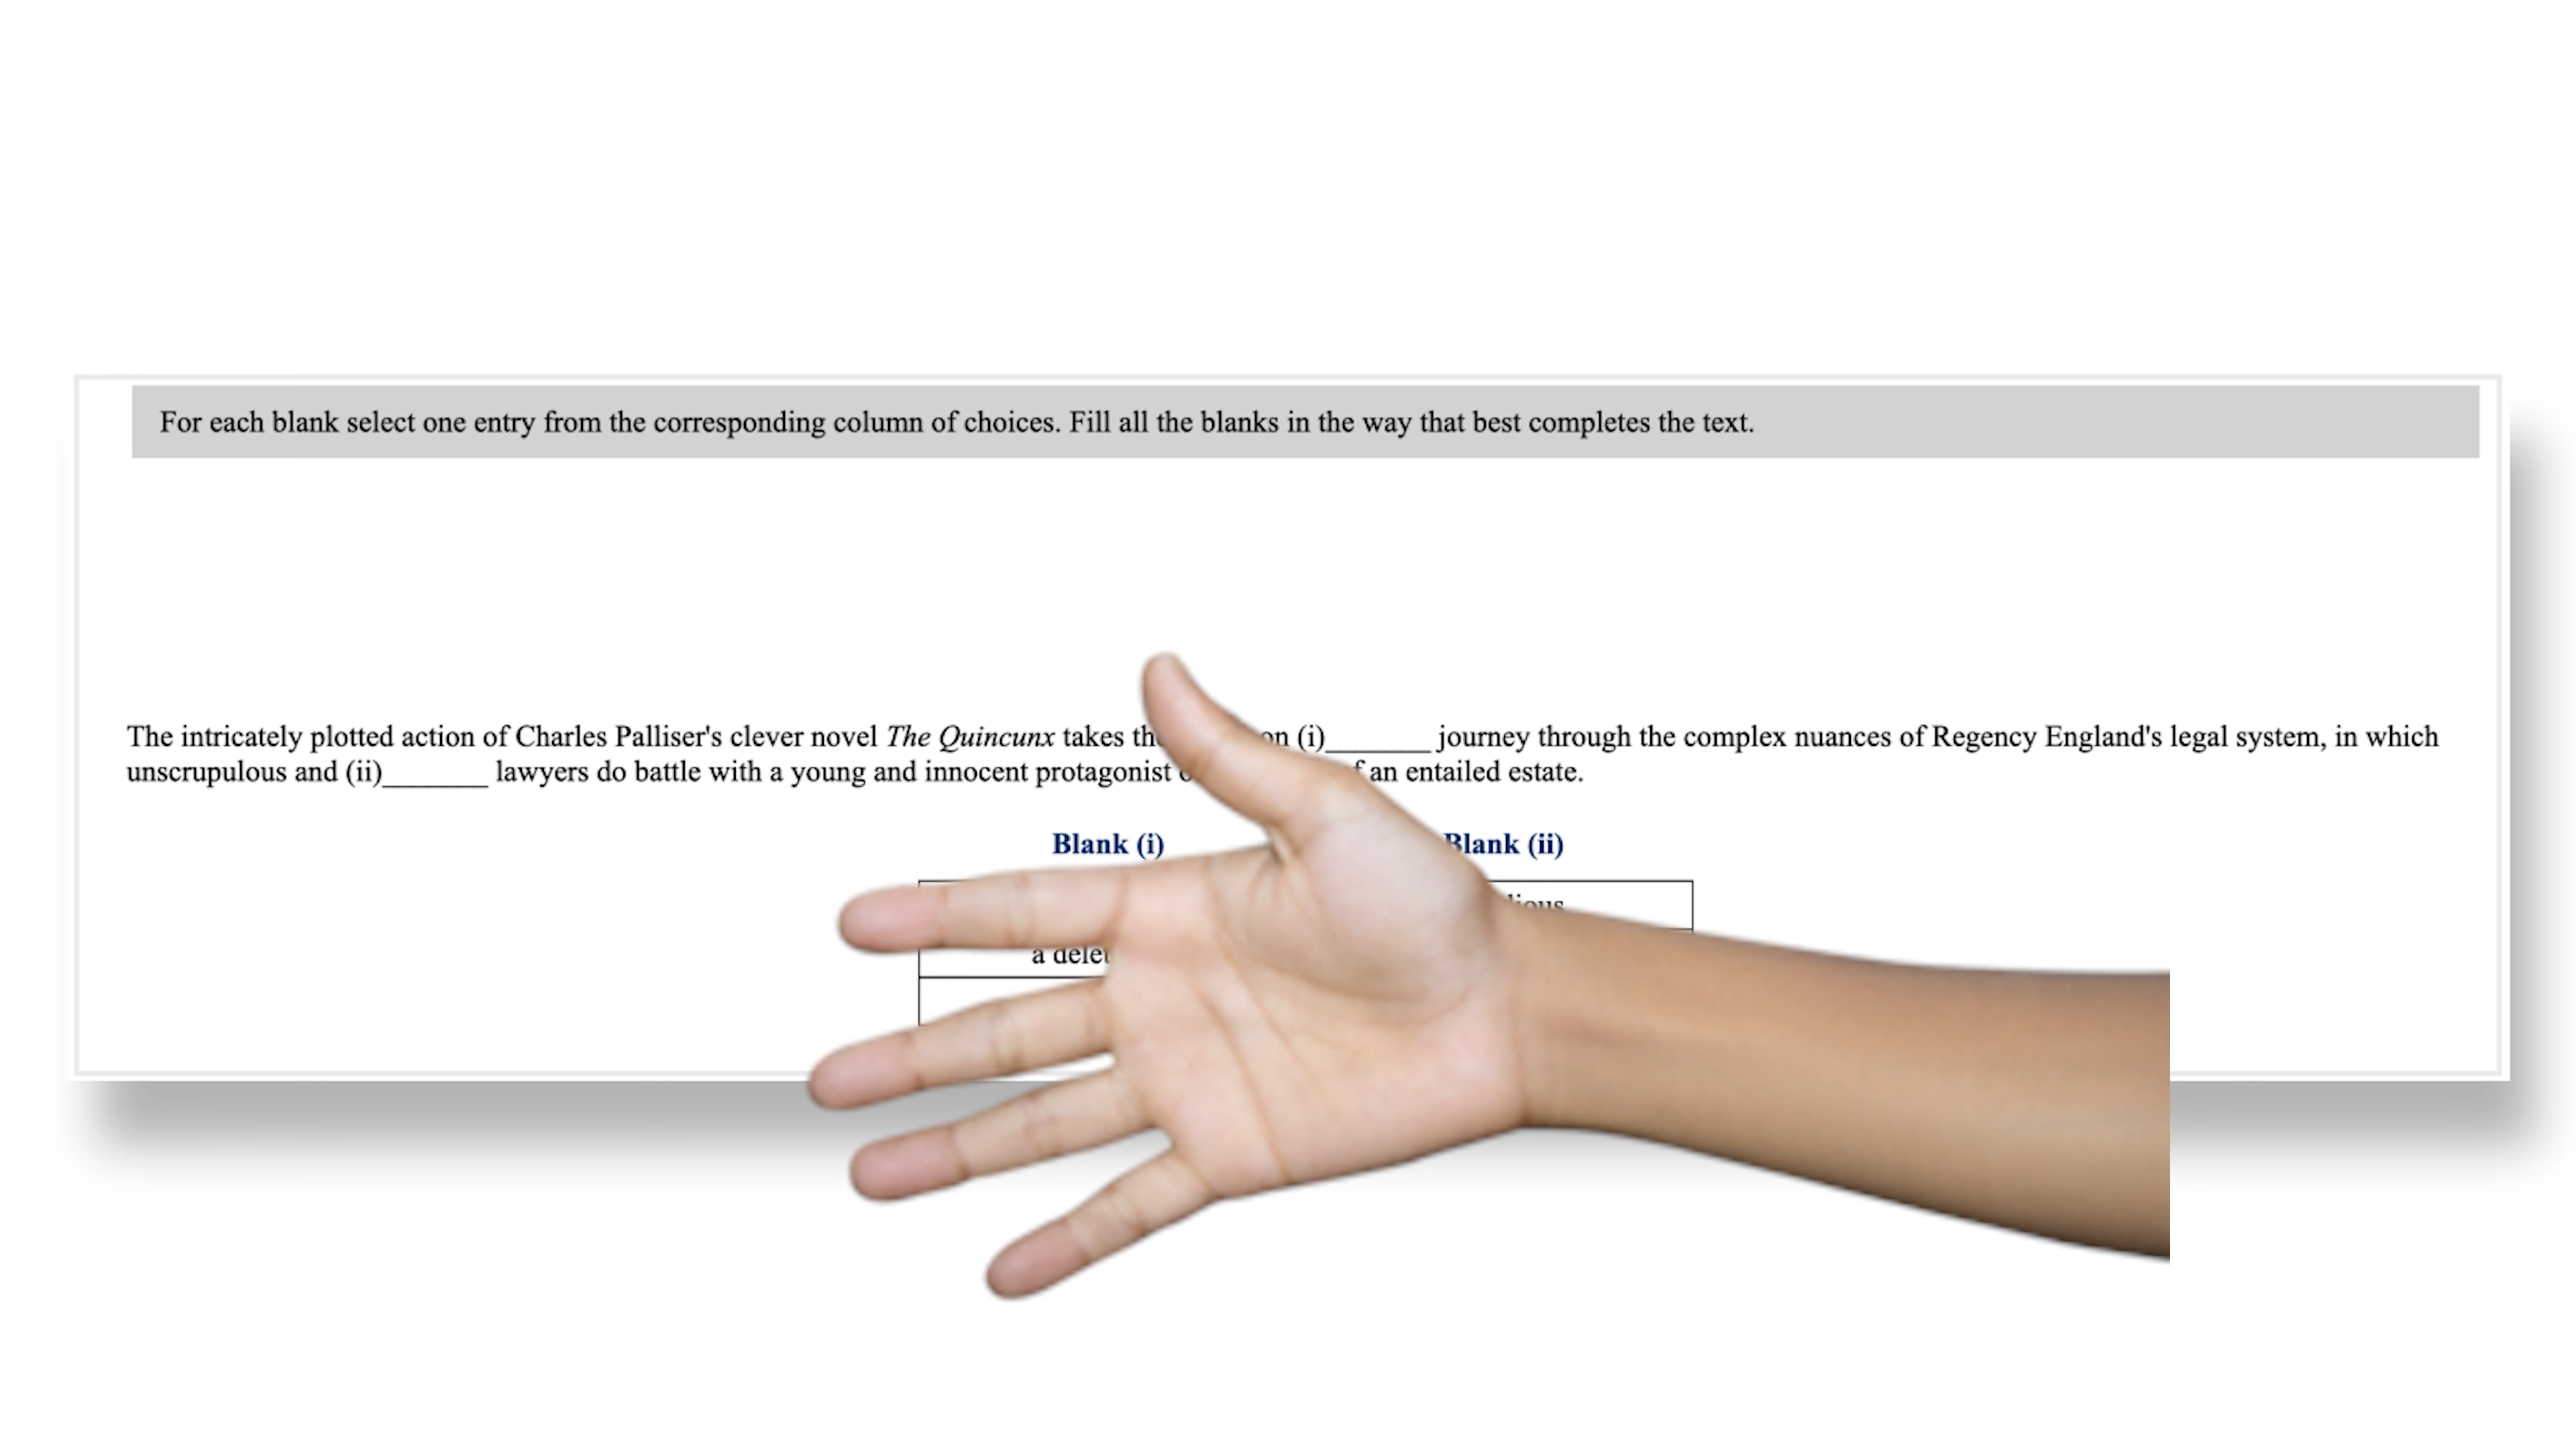 For each blank select one entry from the corresponding column of choices. Fill all the blanks in the way that best completes the text.
The intricately plotted action of Charles Palliser's clever novel The Quincunx takes on (i)_______ journey through the complex nuances of Regency England's legal system, in which
unscrupulous and (ii)_______ lawyers do battle with a young and innocent protagonist an entailed estate.
Blank (i) Blank (ii)
a